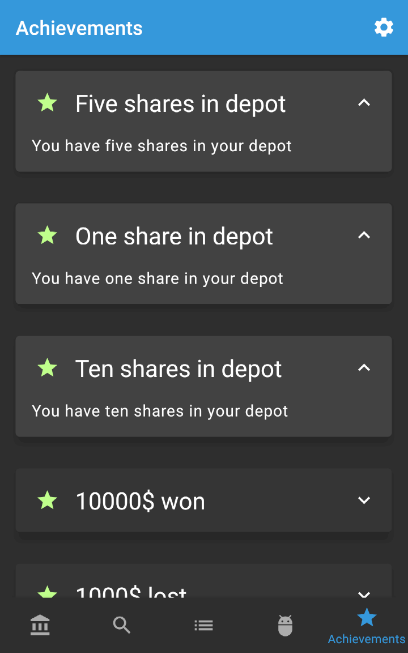 Achievements
Five shares in depot
You have five shares in your depot
One share in depot
You have one share in your depot
Ten shares in depot
You have ten shares in your depot
10000$ won
1000$ lost
Achievements